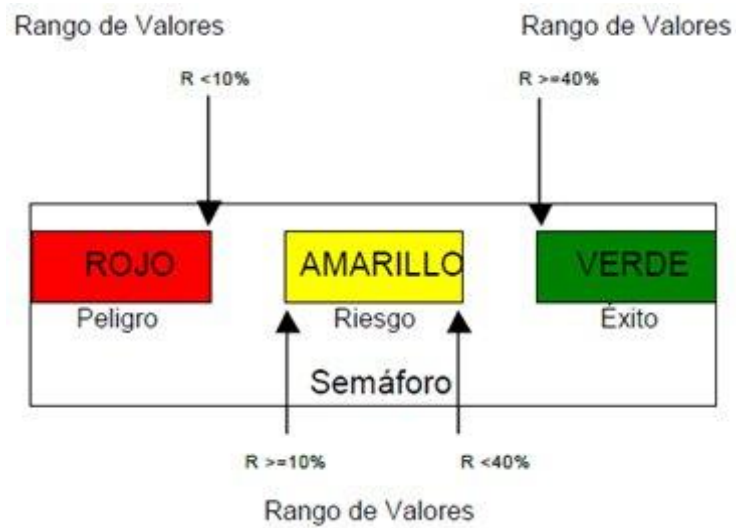 Rango de Valores
Rango de Valores
R <10%
R >=40%
ROJO
AMARILLO
VERDE
Peligro
Riesgo
Éxito
Semáforo
R >=10%
R <40%
Rango de Valores